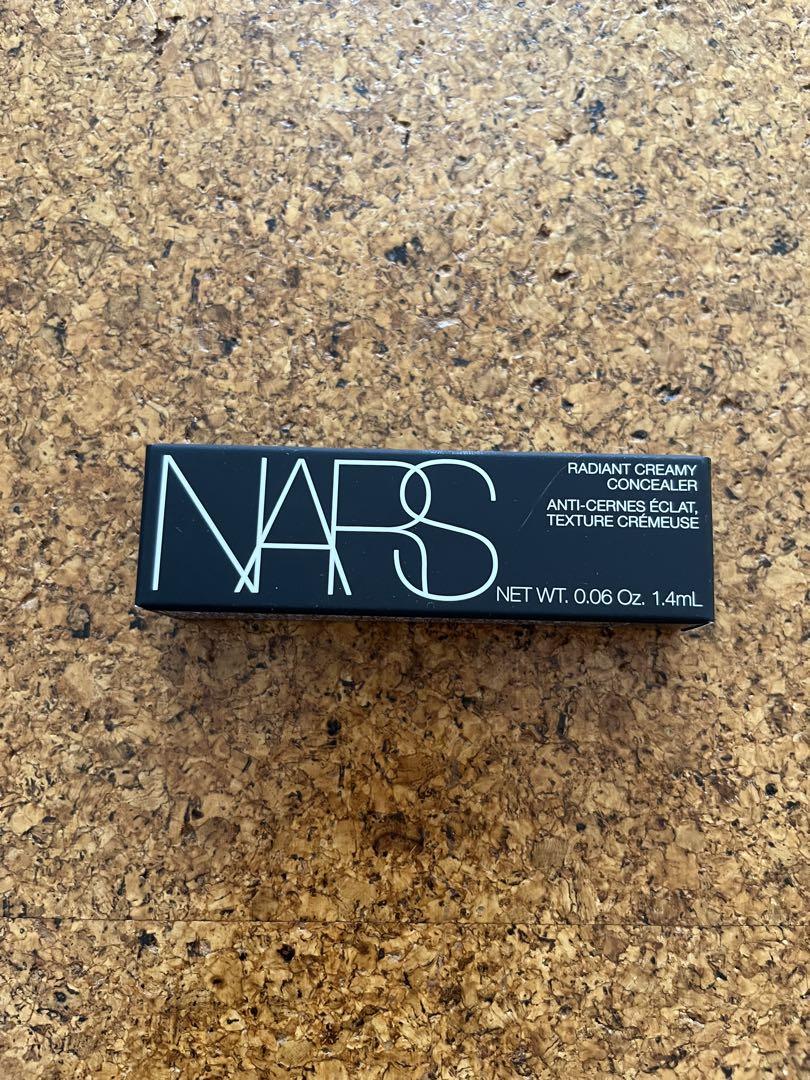 NARS
RADIANT CREAMY
CONCEALER
ANTI-CERNES ÉCLAT,
TEXTURE CRÉMEUSE
NET WT. 0.06 Oz. 1.4mL